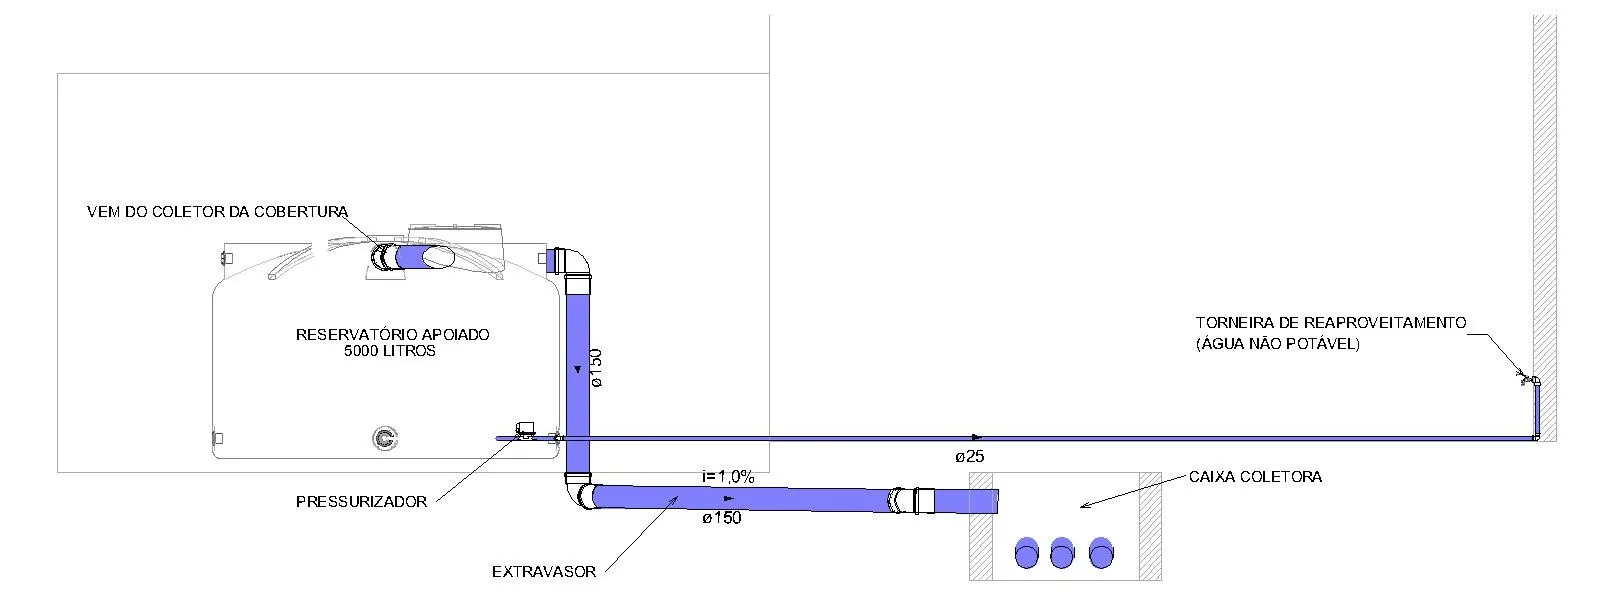 VEM DO COLETOR DA COBERTURA
RESERVATÓRIO APOIADO
5000 LITROS
ø150
TORNEIRA DE REAPROVEITAMENTO
(ÁGUA NÃO POTÁVEL)
ø25
i=1,0%
CAIXA COLETORA
PRESSURIZADOR
ø150
EXTRAVASOR